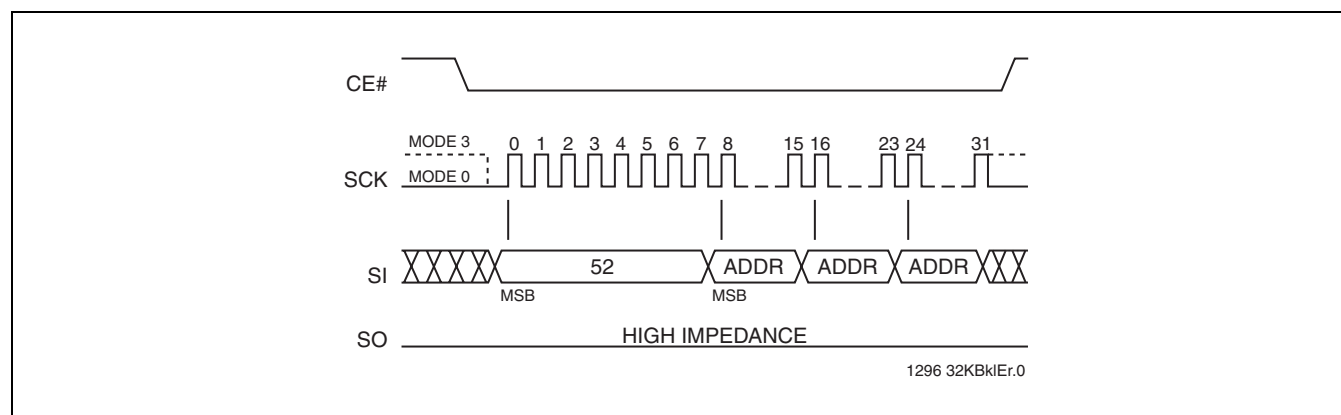 CE#
MODE 3
0 1 2 3 4 5 6 7 8 15 16 23 24 31
SCK
MODE 0
SI
52 ADDR ADDR ADDR
MSB MSB
SO
HIGH IMPEDANCE
1296 32KBklEr.0